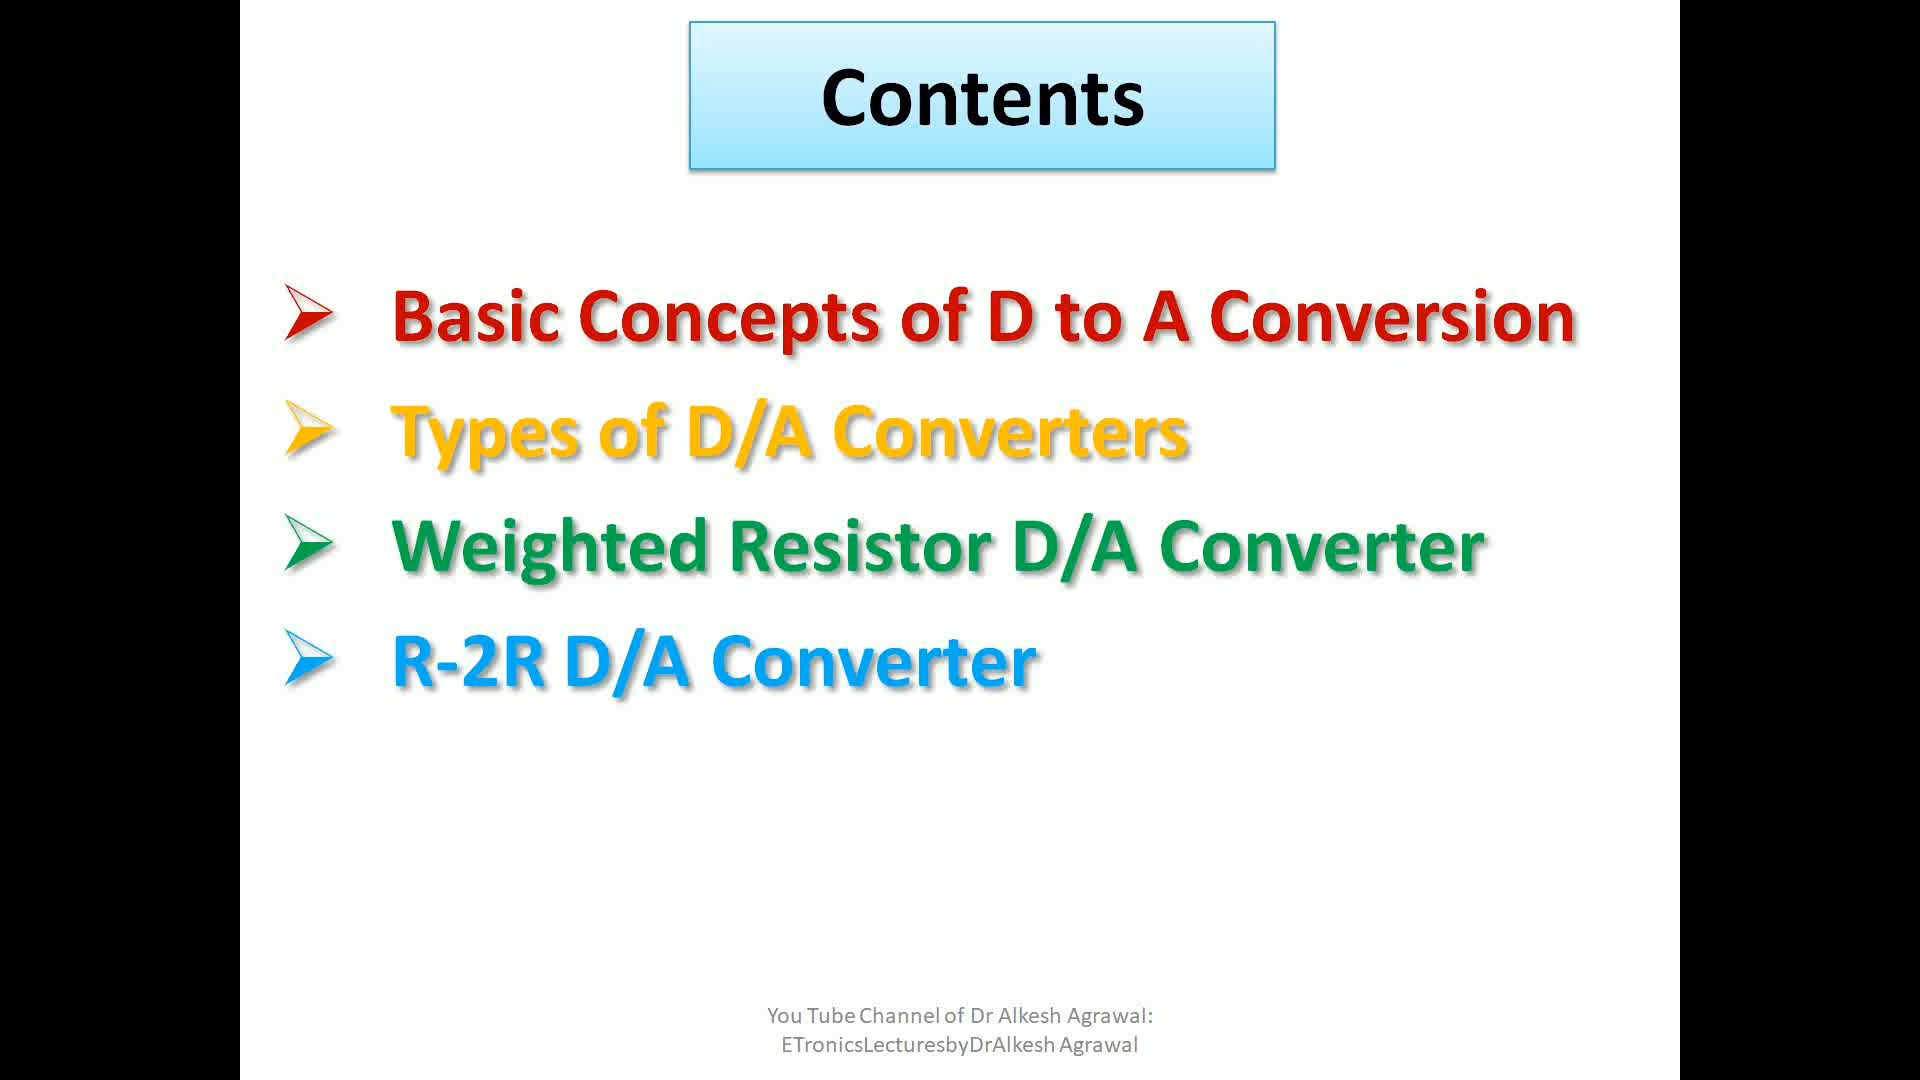 Contents
Basic Concepts of D to A Conversion
Types of D/A Converters
Weighted Resistor D/A Converter
R-2R D/A Converter
You Tube Channel of Dr Alkesh Agrawal:
ETronicsLecturesbyDrAlkesh Agrawal